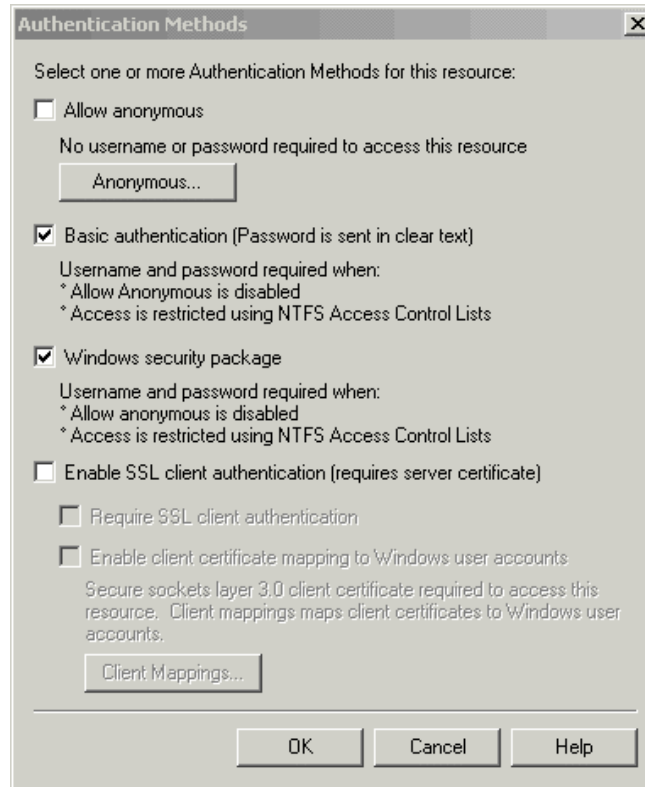 Authentication Methods
Select one or more Authentication Methods for this resource:
Allow anonymous
No username or password required to access this resource
Anonymous...
Basic authentication (Password is sent in clear text)
Username and password required when:
* Allow Anonymous is disabled
* Access is restricted using NTFS Access Control Lists
Windows security package
Username and password required when:
* Allow anonymous is disabled
* Access is restricted using NTFS Access Control Lists
Enable SSL client authentication (requires server certificate)
Require SSL client authentication
Enable client certificate mapping to Windows user accounts
Secure sockets layer 3.0 client certificate required to access this
resource. Client mappings maps client certificates to Windows user
accounts.
Client Mappings...
OK Cancel Help